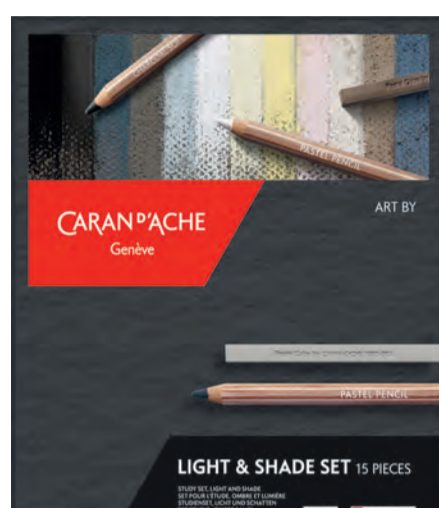 PASTEL PENCIL
CARAN D'ACHE
Genève
ART BY
PASTEL PENCIL
LIGHT & SHADE SET 15 PIECES
STUDY SET, LIGHT AND SHADE
SET POUR L'ÉTUDE, OMBRE ET LUMIÈRE
STUDIENSET, LICHT UND SCHATTEN